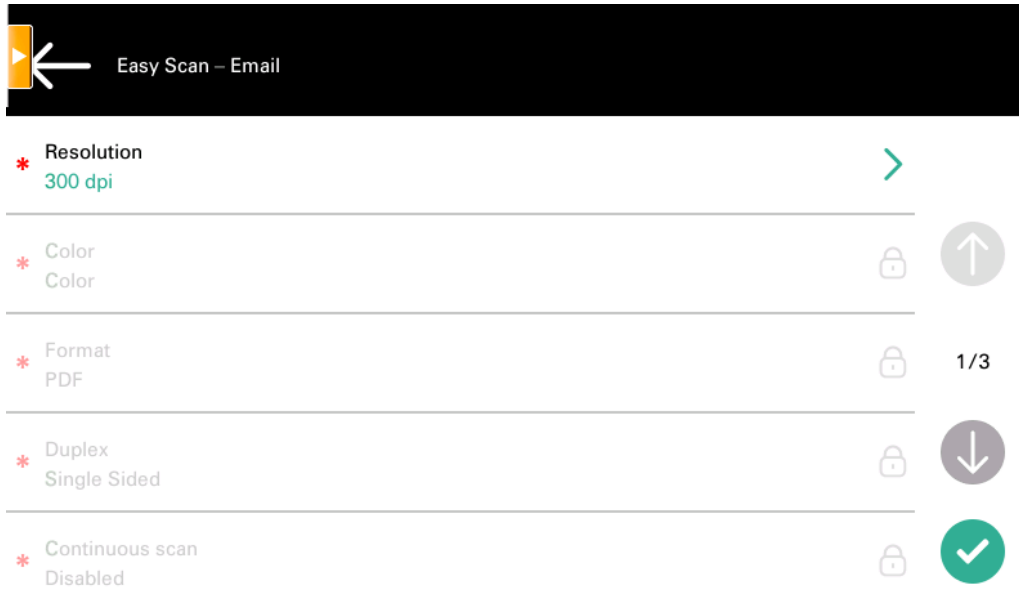 Easy Scan – Email
* Resolution
300 dpi
* Color
Color
* Format
PDF
1/3
* Duplex
Single Sided
* Continuous scan
Disabled